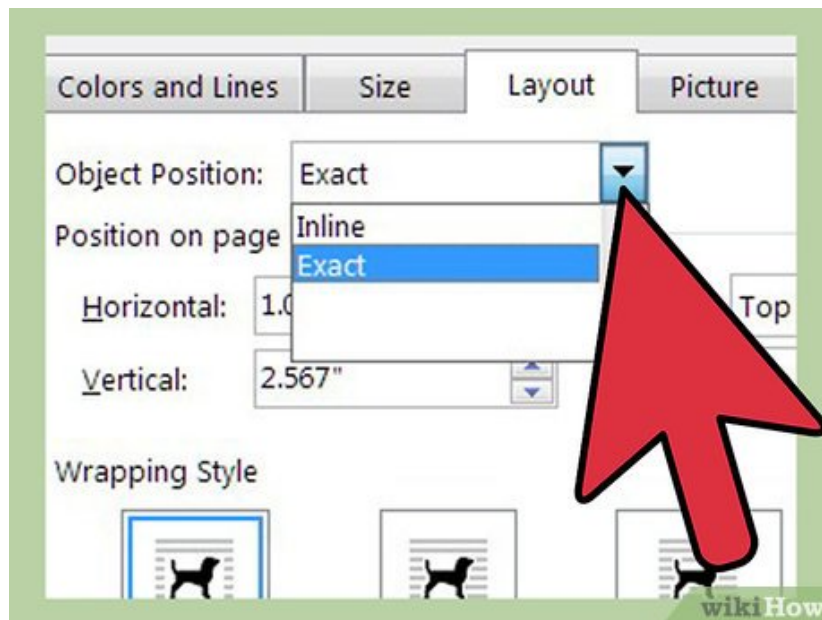 Colors and Lines Size Layout Picture
Object Position: Exact
Inline
Position on page
Exact
Horizontal: Top
Vertical: 2.567"
Wrapping Style
wikiHow